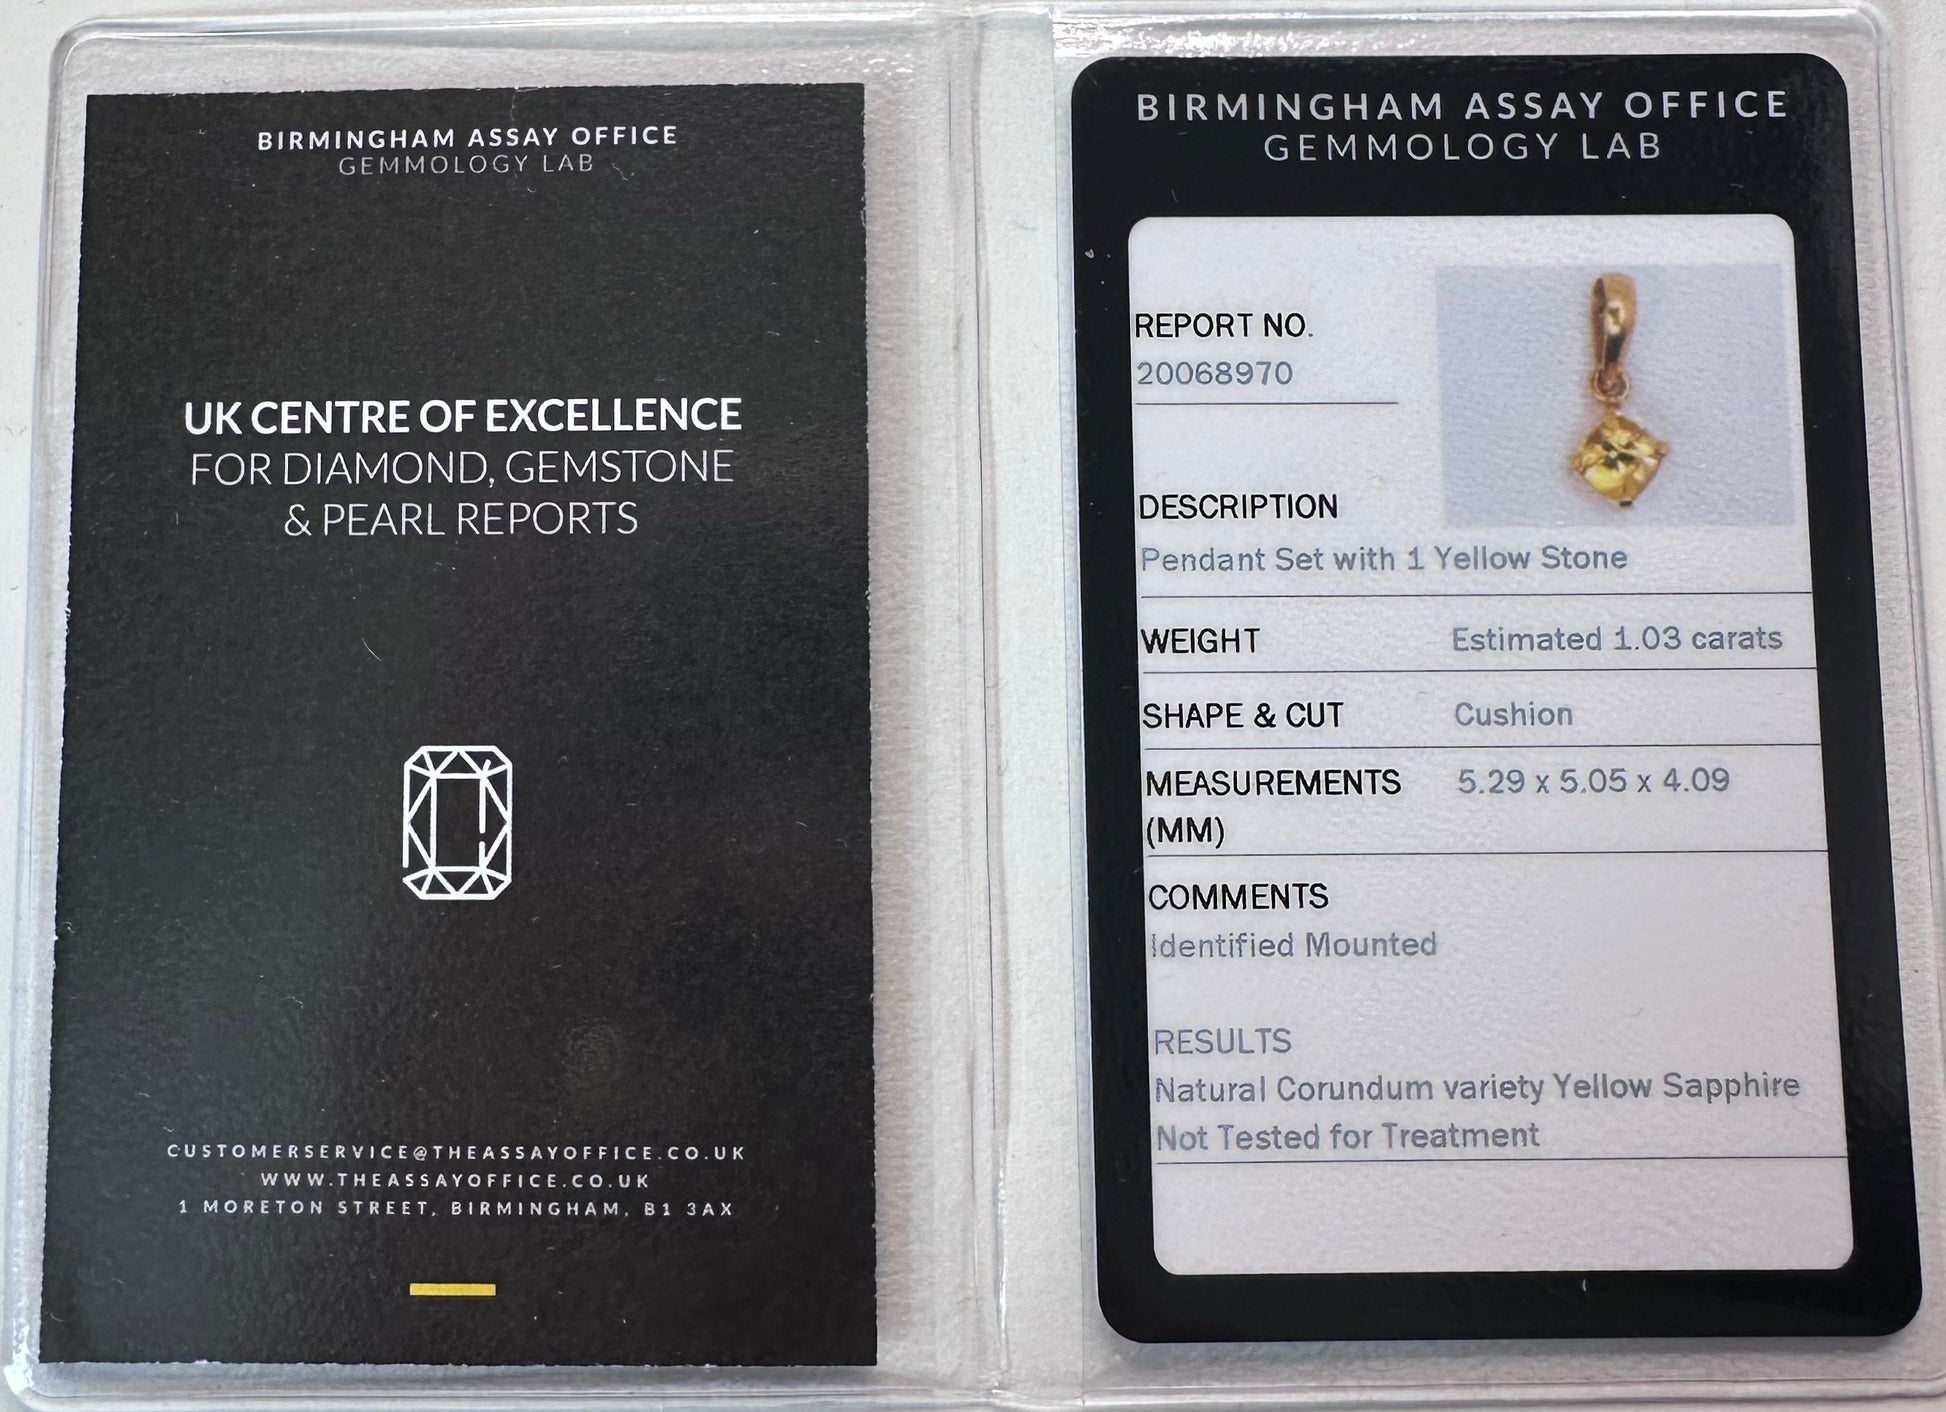 BIRMINGHAM ASSAY OFFICE
GEMMOLOGY LAB
UK CENTRE OF EXCELLENCE
FOR DIAMOND, GEMSTONE
& PEARL REPORTS
CUSTOMERSERVICE@THEASSAYOFFICE.CO.UK
WWW.THEASSAYOFFICE.CO.UK
1 MORETON STREET, BIRMINGHAM, B1 3AX
BIRMINGHAM ASSAY OFFICE
GEMMOLOGY LAB
REPORT NO.
20068970
DESCRIPTION
Pendant Set with 1 Yellow Stone
WEIGHT Estimated 1.03 carats
SHAPE & CUT Cushion
MEASUREMENTS 5.29 x 5.05 x 4.09
(MM)
COMMENTS
Identified Mounted
RESULTS
Natural Corundum variety Yellow Sapphire
Not Tested for Treatment